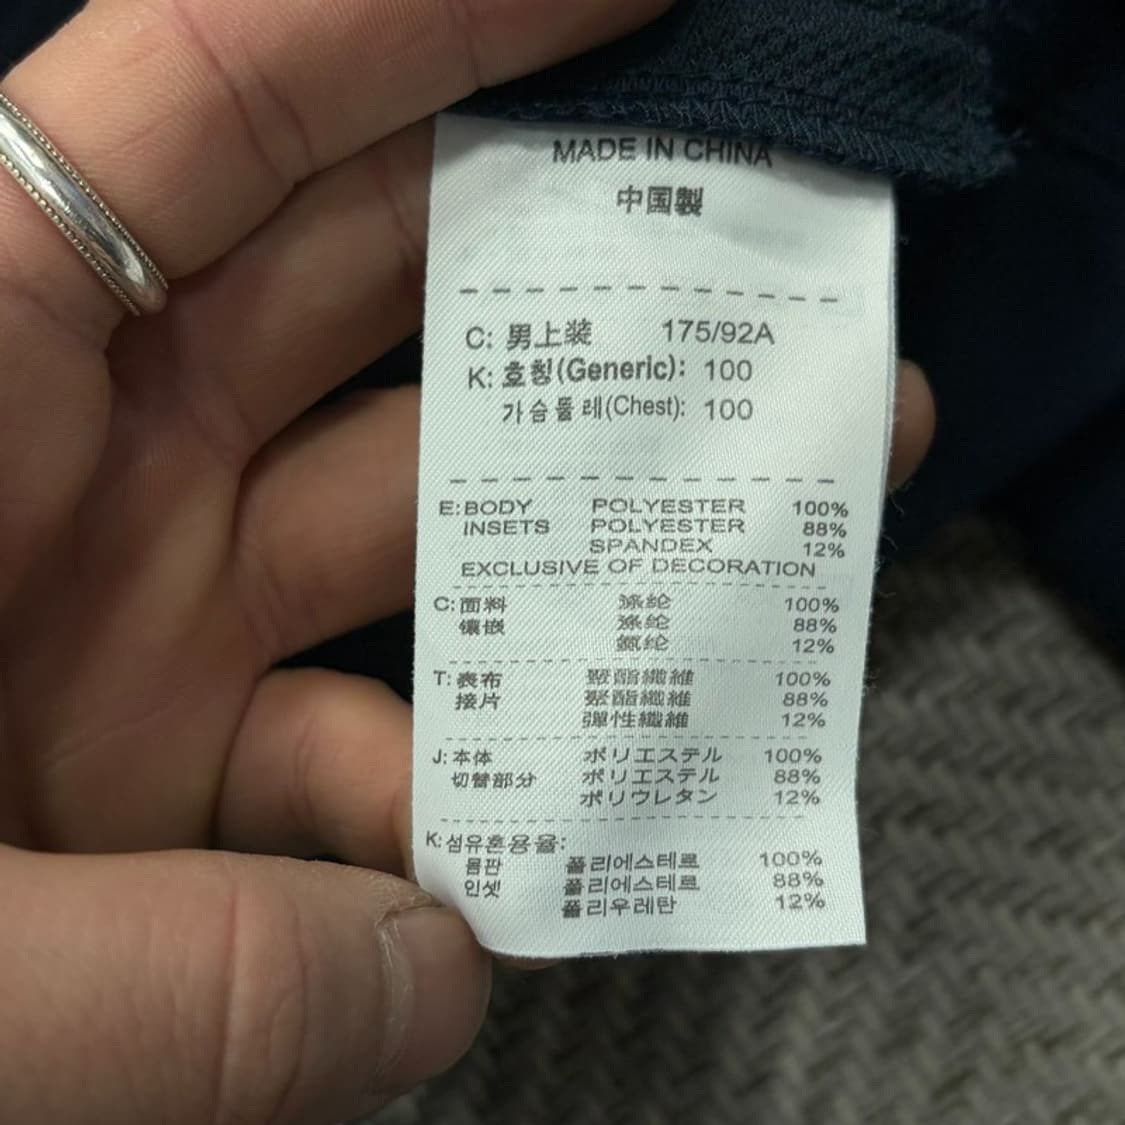 MADE IN CHINA
中国製
C: 男上装 175/92A
K: 호칭(Generic): 100
가슴둘레(Chest): 100
E: BODY POLYESTER 100%
INSETS POLYESTER 88%
SPANDEX 12%
EXCLUSIVE OF DECORATION
C: 面料 涤纶 100%
镶嵌 涤纶 88%
氨纶 12%
T: 表布 聚酯纖維 100%
接片 聚酯纖維 88%
彈性纖維 12%
J: 本体 ポリエステル 100%
切替部分 ポリエステル 88%
ポリウレタン 12%
K: 섬유혼용율:
몸판 폴리에스테르 100%
인셋 폴리에스테르 88%
폴리우레탄 12%